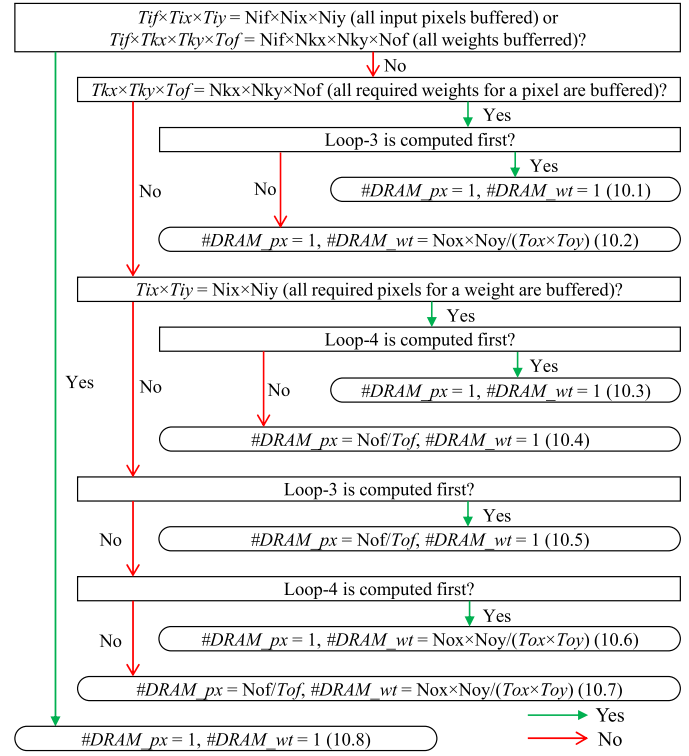 Tif×Tix×Tiy = Nif×Nix×Niy (all input pixels buffered) or
Tif×Tkx×Tky×Tof = Nif×Nkx×Nky×Nof (all weights bufferred)?
No
Tkx×Tky×Tof = Nkx×Nky×Nof (all required weights for a pixel are buffered)?
Yes
Loop-3 is computed first?
Yes
No
No
#DRAM_px = 1, #DRAM_wt = 1 (10.1)
#DRAM_px = 1, #DRAM_wt = Nox×Noy/(Tox×Toy) (10.2)
Tix×Tiy = Nix×Niy (all required pixels for a weight are buffered)?
Yes
Loop-4 is computed first?
Yes
Yes
No
No
#DRAM_px = 1, #DRAM_wt = 1 (10.3)
#DRAM_px = Nof/Tof, #DRAM_wt = 1 (10.4)
Loop-3 is computed first?
Yes
No
#DRAM_px = Nof/Tof, #DRAM_wt = 1 (10.5)
Loop-4 is computed first?
Yes
No
#DRAM_px = 1, #DRAM_wt = Nox×Noy/(Tox×Toy) (10.6)
#DRAM_px = Nof/Tof, #DRAM_wt = Nox×Noy/(Tox×Toy) (10.7)
#DRAM_px = 1, #DRAM_wt = 1 (10.8)
Yes
No